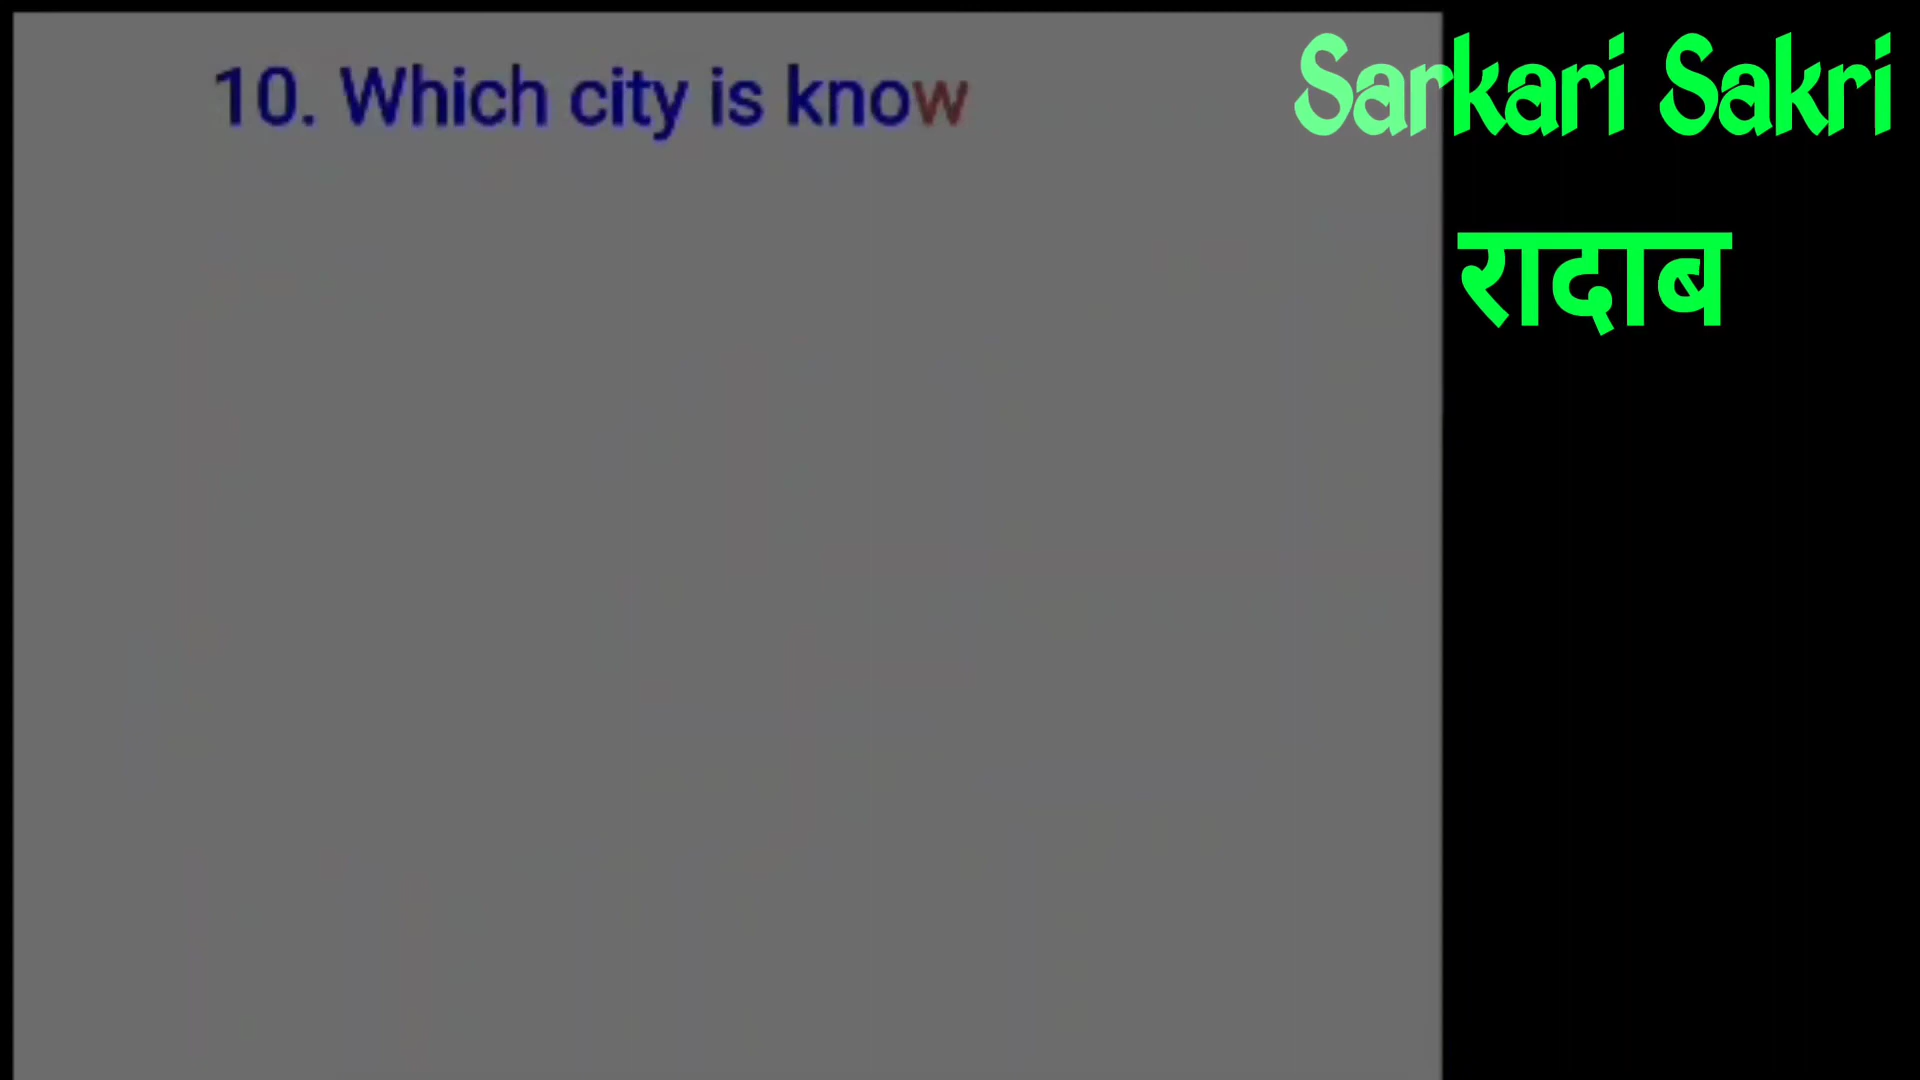 10. Which city is know
Sarkari Sakri
रादाब